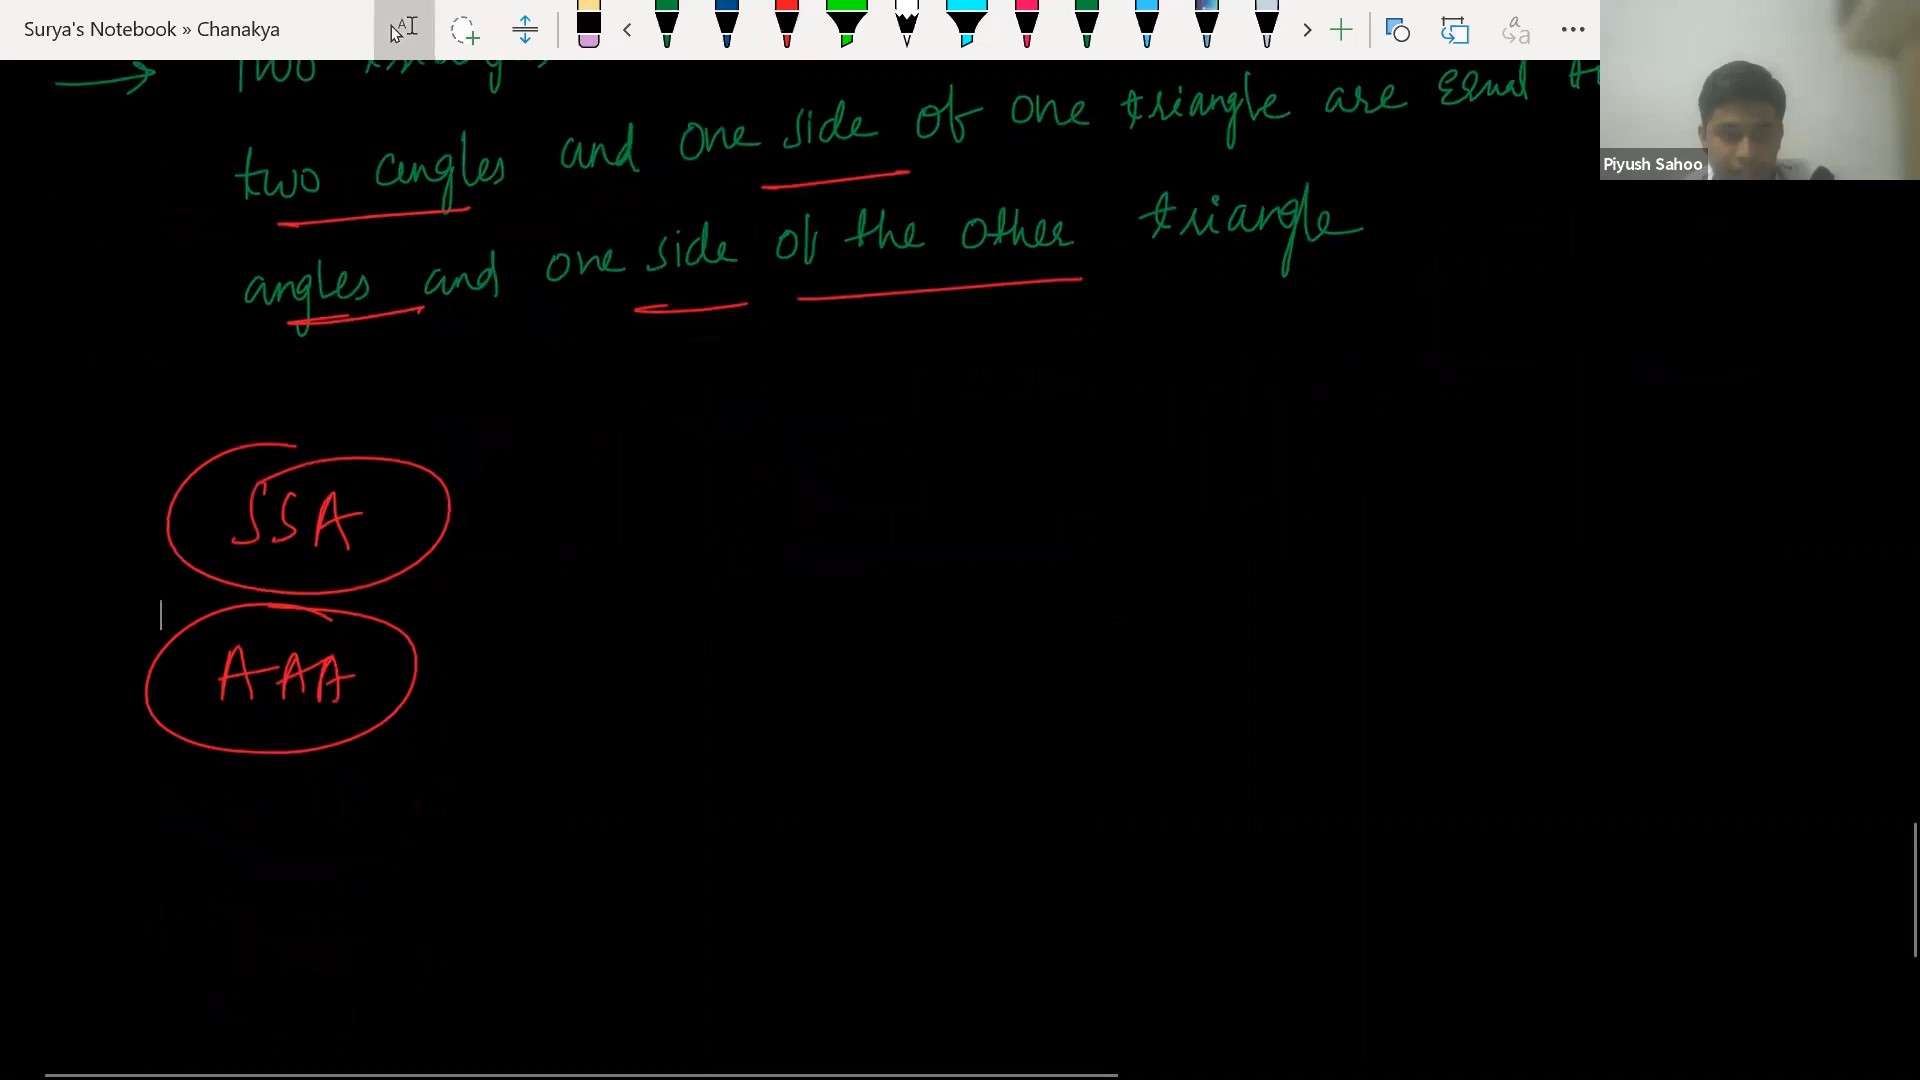 Surya's Notebook » Chanakya
Two
two angles and one side of one triangle are equal
angles and one side of the other triangle
SSA
AAA
Piyush Sahoo